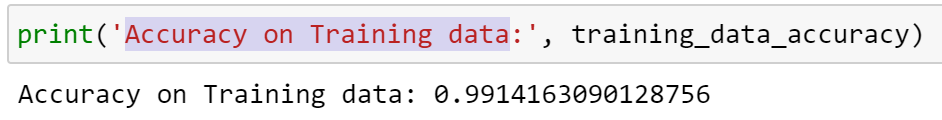 print('Accuracy on Training data:', training_data_accuracy)
Accuracy on Training data: 0.9914163090128756